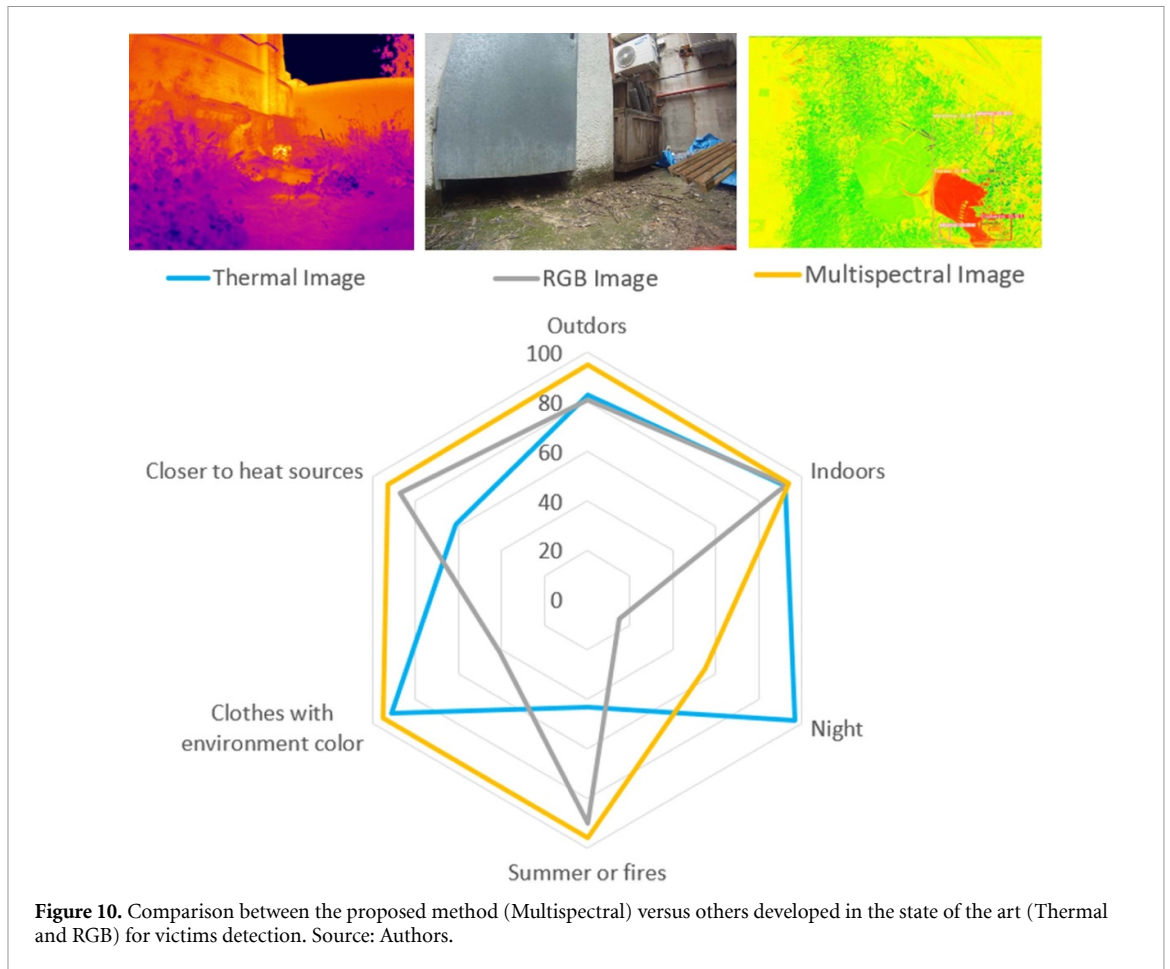 Thermal Image
RGB Image
Multispectral Image
Outdors
100
80
60
40
20
0
Closer to heat sources
Indoors
Clothes with
environment color
Night
Summer or fires
Figure 10. Comparison between the proposed method (Multispectral) versus others developed in the state of the art (Thermal
and RGB) for victims detection. Source: Authors.